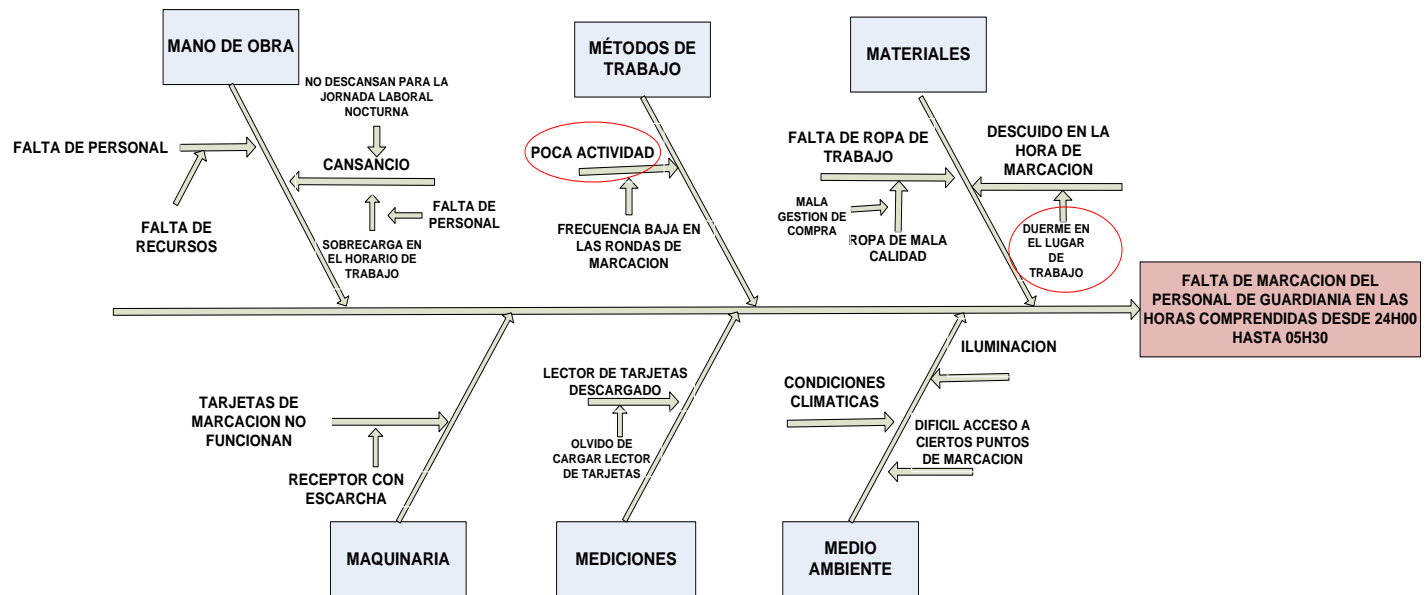 MANO DE OBRA
MÉTODOS DE
TRABAJO
MATERIALES
NO DESCANSAN PARA LA
JORNADA LABORAL
NOCTURNA
FALTA DE PERSONAL
CANSANCIO
FALTA DE
RECURSOS
FALTA DE
PERSONAL
SOBRECARGA EN
EL HORARIO DE
TRABAJO
POCA ACTIVIDAD
FRECUENCIA BAJA EN
LAS RONDAS DE
MARCACION
FALTA DE ROPA DE
TRABAJO
MALA
GESTION DE
COMPRA
ROPA DE MALA
CALIDAD
DESCUIDO EN LA
HORA DE
MARCACION
DUERME EN
EL LUGAR
DE
TRABAJO
FALTA DE MARCACION DEL
PERSONAL DE GUARDIANIA EN LAS
HORAS COMPRENDIDAS DESDE 24H00
HASTA 05H30
TARJETAS DE
MARCACION NO
FUNCIONAN
RECEPTOR CON
ESCARCHA
LECTOR DE TARJETAS
DESCARGADO
OLVIDO DE
CARGAR LECTOR
DE TARJETAS
ILUMINACION
CONDICIONES
CLIMATICAS
DIFICIL ACCESO A
CIERTOS PUNTOS
DE MARCACION
MAQUINARIA
MEDICIONES
MEDIO
AMBIENTE